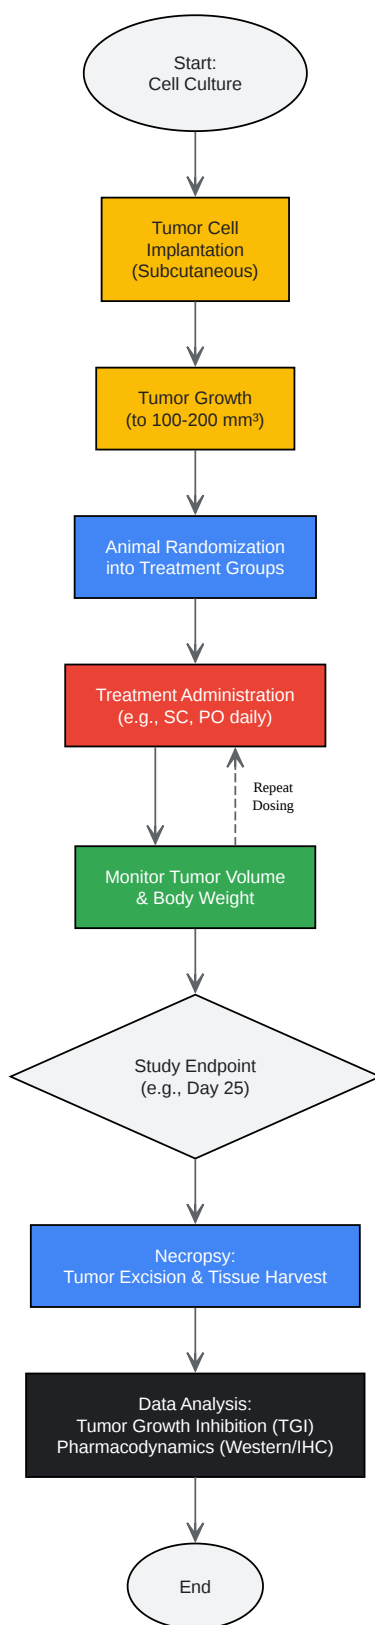 Start:
Cell Culture
Tumor Cell
Implantation
(Subcutaneous)
Tumor Growth
(to 100-200 mm³)
Animal Randomization
into Treatment Groups
Treatment Administration
(e.g., SC, PO daily)
Repeat
Dosing
Monitor Tumor Volume
& Body Weight
Study Endpoint
(e.g., Day 25)
Necropsy:
Tumor Excision & Tissue Harvest
Data Analysis:
Tumor Growth Inhibition (TGI)
Pharmacodynamics (Western/IHC)
End